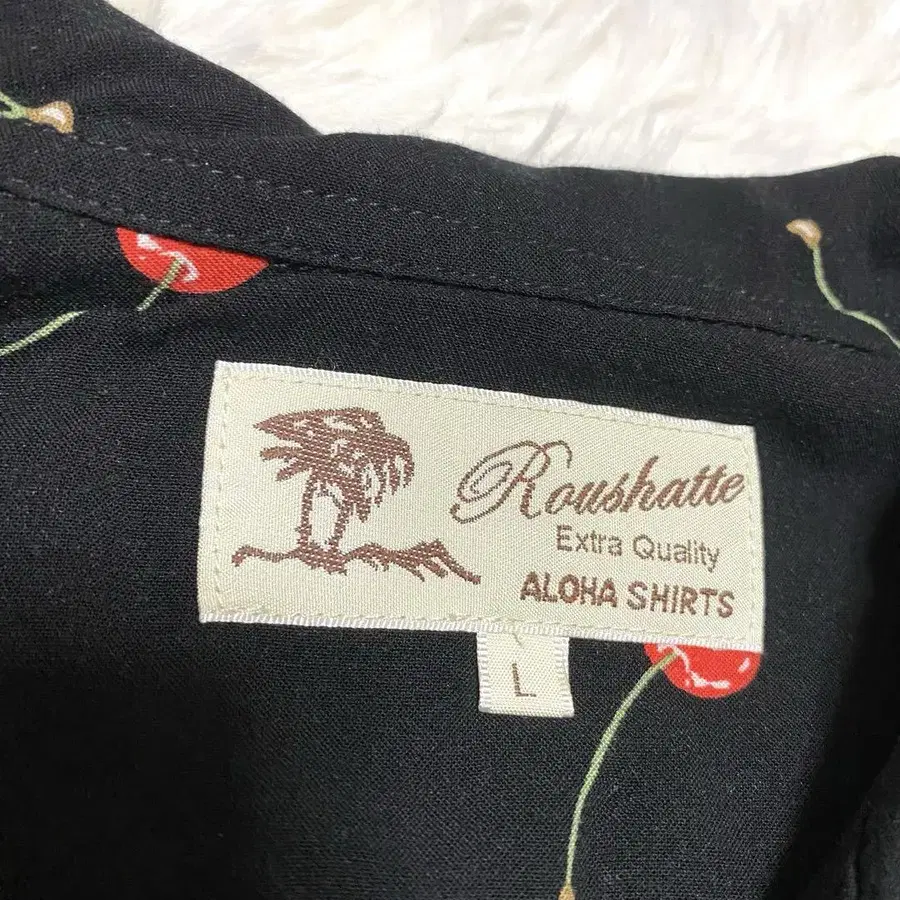 Roushatte
Extra Quality
ALOHA SHIRTS
L